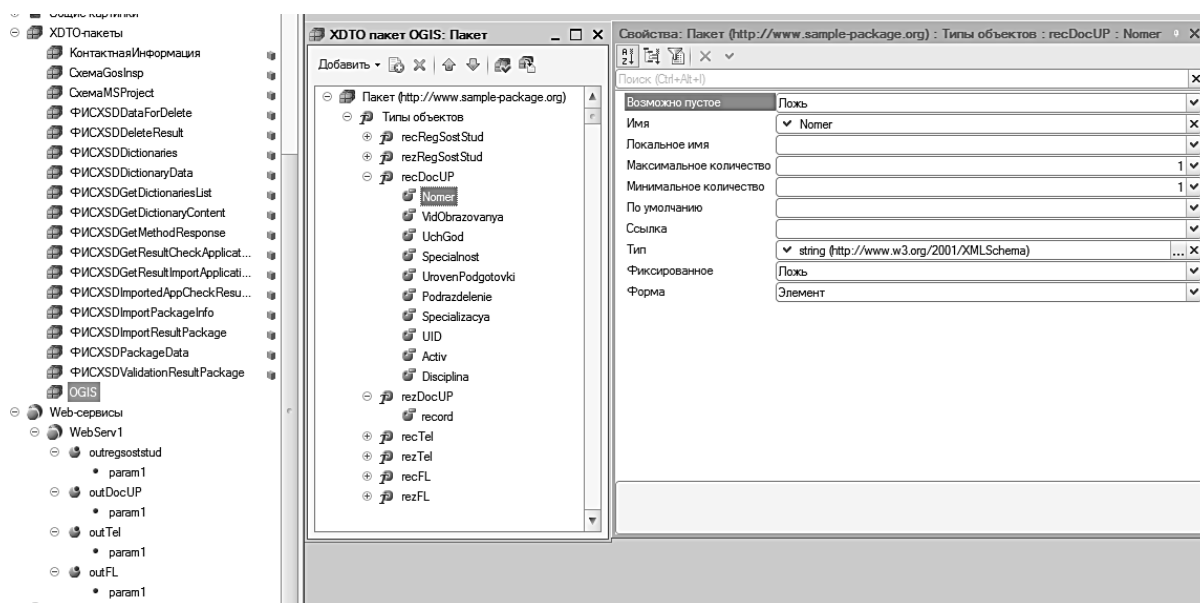 Общие картинки
XDTO-пакеты
КонтактнаяИнформация
СхемаGosInsp
СхемаMSProject
ФИСXSDDataForDelete
ФИСXSDDeleteResult
ФИСXSDDictionaries
ФИСXSDDictionaryData
ФИСXSDGetDictionariesList
ФИСXSDGetDictionaryContent
ФИСXSDGetMethodResponse
ФИСXSDGetResultCheckApplicat...
ФИСXSDGetResultImportApplicati...
ФИСXSDImportedAppCheckResu...
ФИСXSDImportPackageInfo
ФИСXSDImportResultPackage
ФИСXSDPackageData
ФИСXSDValidationResultPackage
OGIS
Web-сервисы
WebServ1
outregsoststud
param1
outDocUP
param1
outTel
param1
outFL
param1
XDTO пакет OGIS: Пакет
Добавить
Пакет (http://www.sample-package.org)
Типы объектов
recRegSostStud
rezRegSostStud
recDocUP
Nomer
VidObrazovanya
UchGod
Specialnost
UrovenPodgotovki
Podrazdelenie
Specializacya
UID
Activ
Disciplina
rezDocUP
record
recTel
rezTel
recFL
rezFL
Свойства: Пакет (http://www.sample-package.org) : Типы объектов : recDocUP : Nomer
Поиск (Ctrl+Alt+I)
Возможно пустое Ложь
Имя Nomer
Локальное имя
Максимальное количество 1
Минимальное количество 1
По умолчанию
Ссылка
Тип string (http://www.w3.org/2001/XMLSchema) ...
Фиксированное Ложь
Форма Элемент